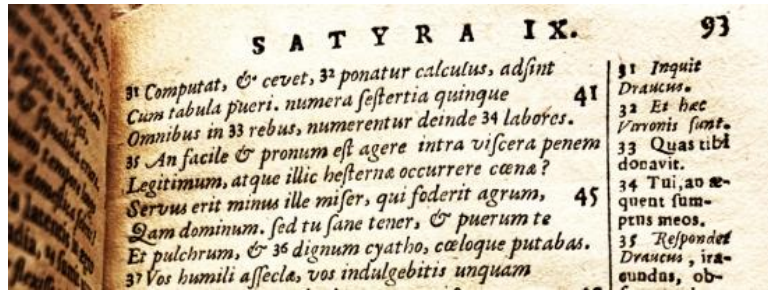 SATYRA IX. 93
31 Computat, & cevet, 32 ponatur calculus, adſint
Cum tabula pueri. numera ſeſtertia quinque 41
Omnibus in 33 rebus, numerentur deinde 34 labores.
35 An facile & pronum eſt agere intra viſcera penem
Legitimum, atque illic heſternæ occurrere cœnæ?
Servus erit minus ille miſer, qui foderit agrum, 45
Qam dominum. ſed tu ſane tener, & puerum te
Et pulchrum, & 36 dignum cyatho, cœloque putabas.
37 Vos humili aſſeclæ, vos indulgebitis unquam
31 Inquit
Draucus.
32 Et hæc
Varonis ſunt.
33 Quas tibi
donavit.
34 Tui, an æ-
quent ſum-
ptus meos.
35 Reſpondet
Draucus, ira-
cundus, ob-